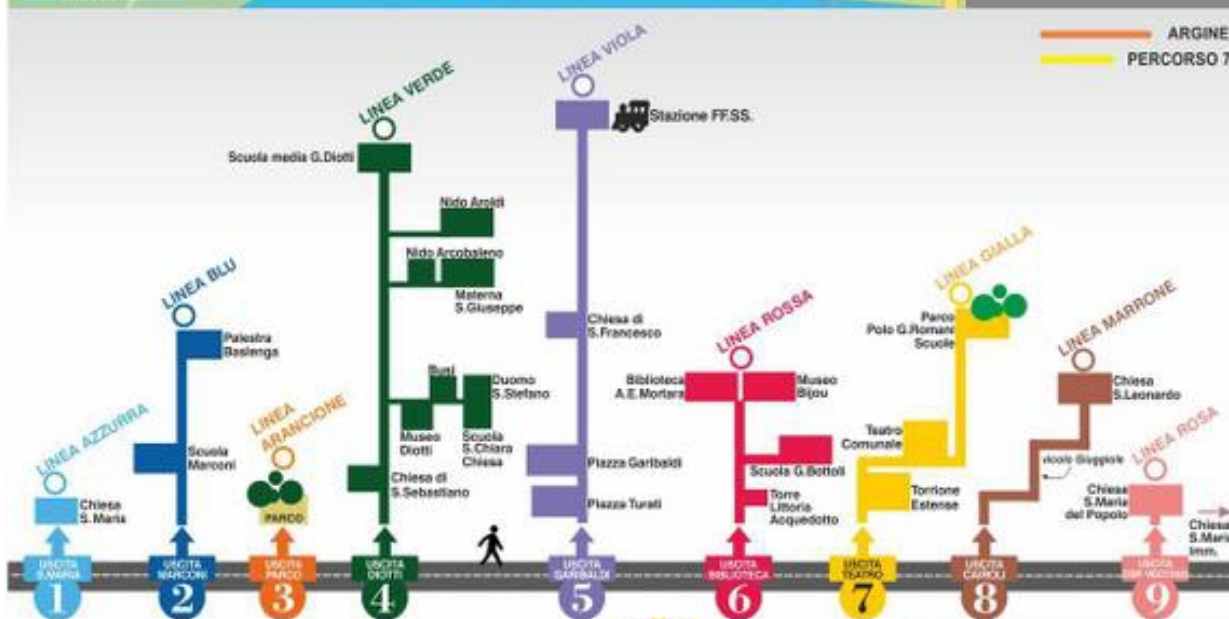 ARGINE
PERCORSO 7
LINEA AZZURRA
Chiesa
S. Maria
USCITA
S.MARIA
1
LINEA BLU
Palestra
Baslenga
Scuola
Marconi
USCITA
MARCONI
2
LINEA
ARANCIONE
PARCO
USCITA
PARCO
3
LINEA VERDE
Scuola media G.Diotti
Nido Aroldi
Nido Arcobaleno
Materna
S.Giuseppe
Busi
Duomo
S.Stefano
Museo
Diotti
Scuola
S.Chiara
Chiesa
Chiesa di
S.Sebastiano
USCITA
DIOTTI
4
LINEA VIOLA
Stazione FF.SS.
Chiesa di
S.Francesco
Piazza Garibaldi
Piazza Turati
USCITA
GARIBALDI
5
LINEA ROSSA
Biblioteca
A.E.Mortara
Museo
Bijou
Scuola G.Bottoli
Torre
Littoria
Acquedotto
USCITA
BIBLIOTECA
6
LINEA GIALLA
Parco
Polo G.Romani
Scuole
Teatro
Comunale
Torrione
Estense
USCITA
TEATRO
7
LINEA MARRONE
Chiesa
S.Leonardo
vicolo Giuggiole
USCITA
CAIROLI
8
LINEA ROSA
Chiesa
S.Maria
del Popolo
Chiesa
S.Maria
Imm.
USCITA
9